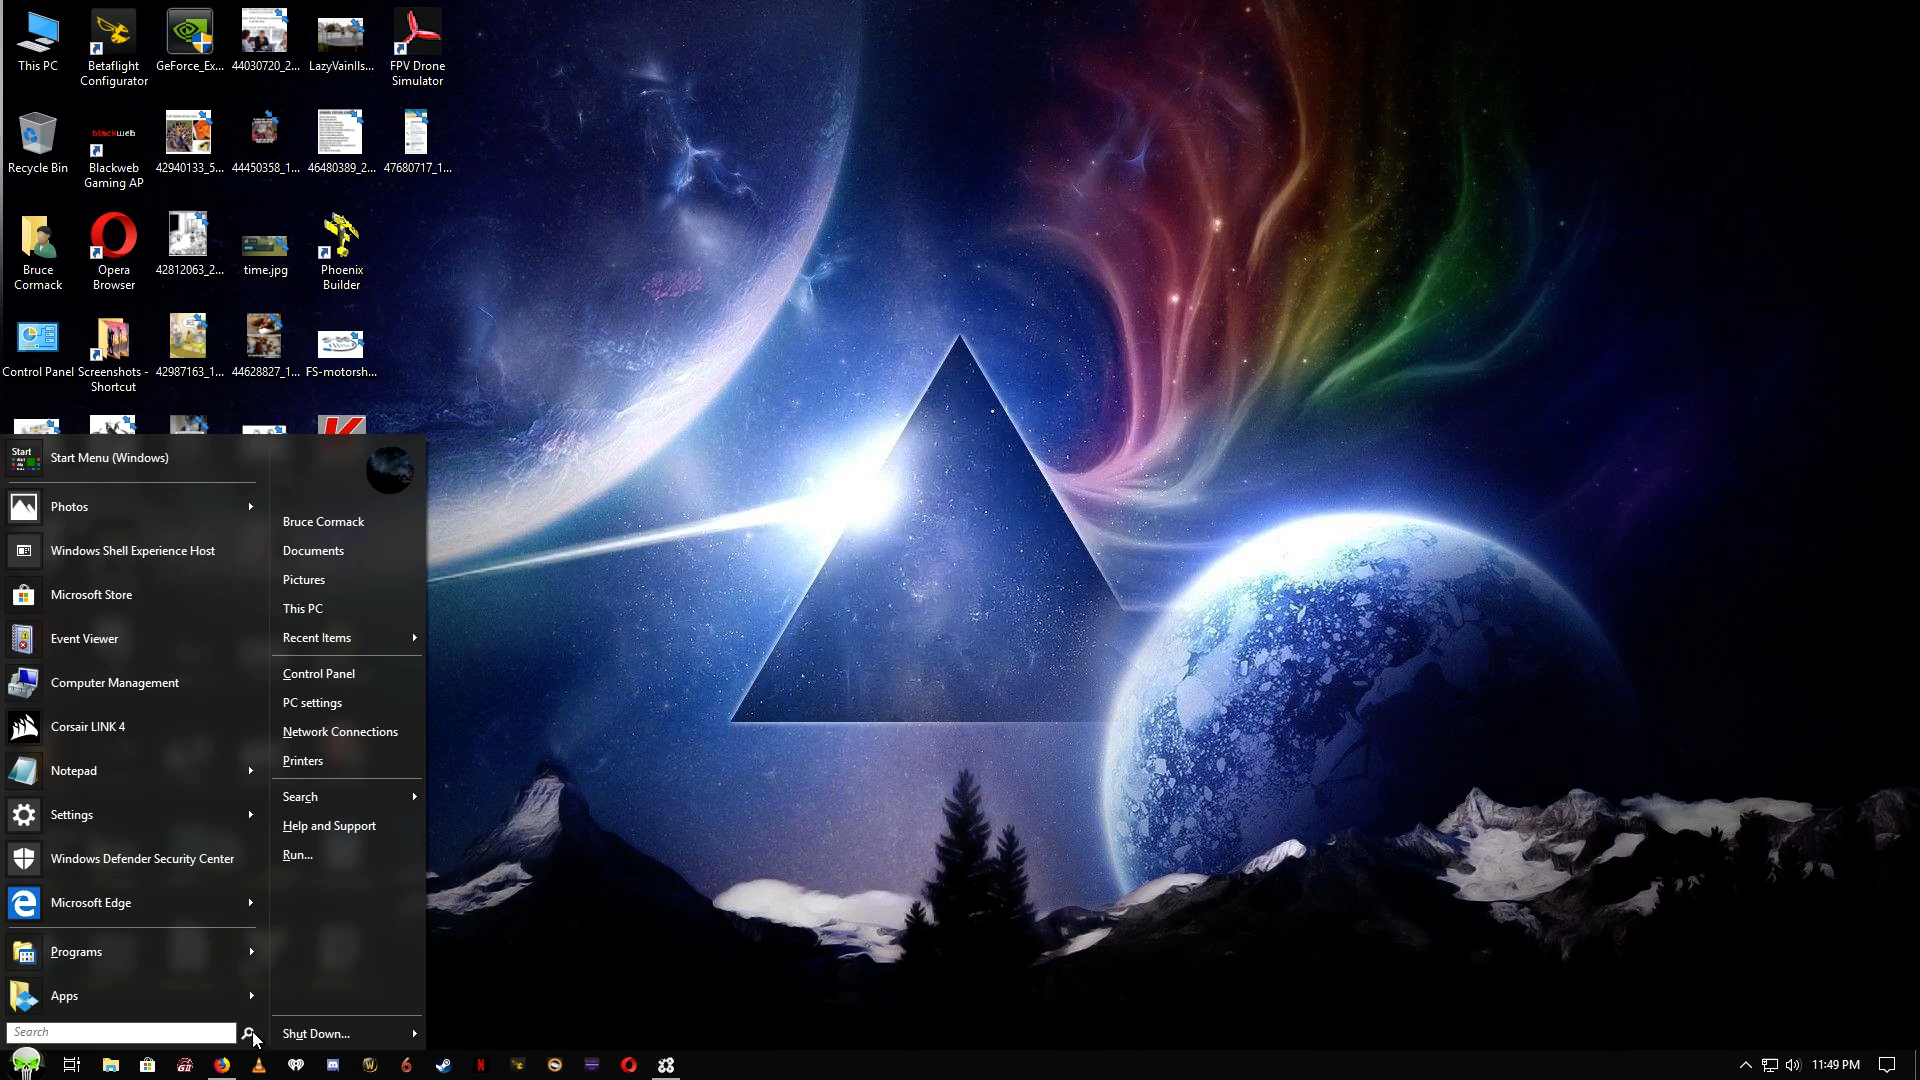 This PC
Betaflight
Configurator
GeForce_Ex...
44030720_2...
LazyVainIls...
FPV Drone
Simulator
Recycle Bin
blackweb
Blackweb
Gaming AP
42940133_5...
44450358_1...
46480389_2...
47680717_1...
Bruce
Cormack
Opera
Browser
42812063_2...
time.jpg
Phoenix
Builder
Control Panel
Screenshots -
Shortcut
42987163_1...
44628827_1...
FS-motorsh...
Start
Start Menu (Windows)
Photos
Windows Shell Experience Host
Microsoft Store
Event Viewer
Computer Management
Corsair LINK 4
Notepad
Settings
Windows Defender Security Center
Microsoft Edge
Programs
Apps
Search
Bruce Cormack
Documents
Pictures
This PC
Recent Items
Control Panel
PC settings
Network Connections
Printers
Search
Help and Support
Run...
Shut Down...
11:49 PM